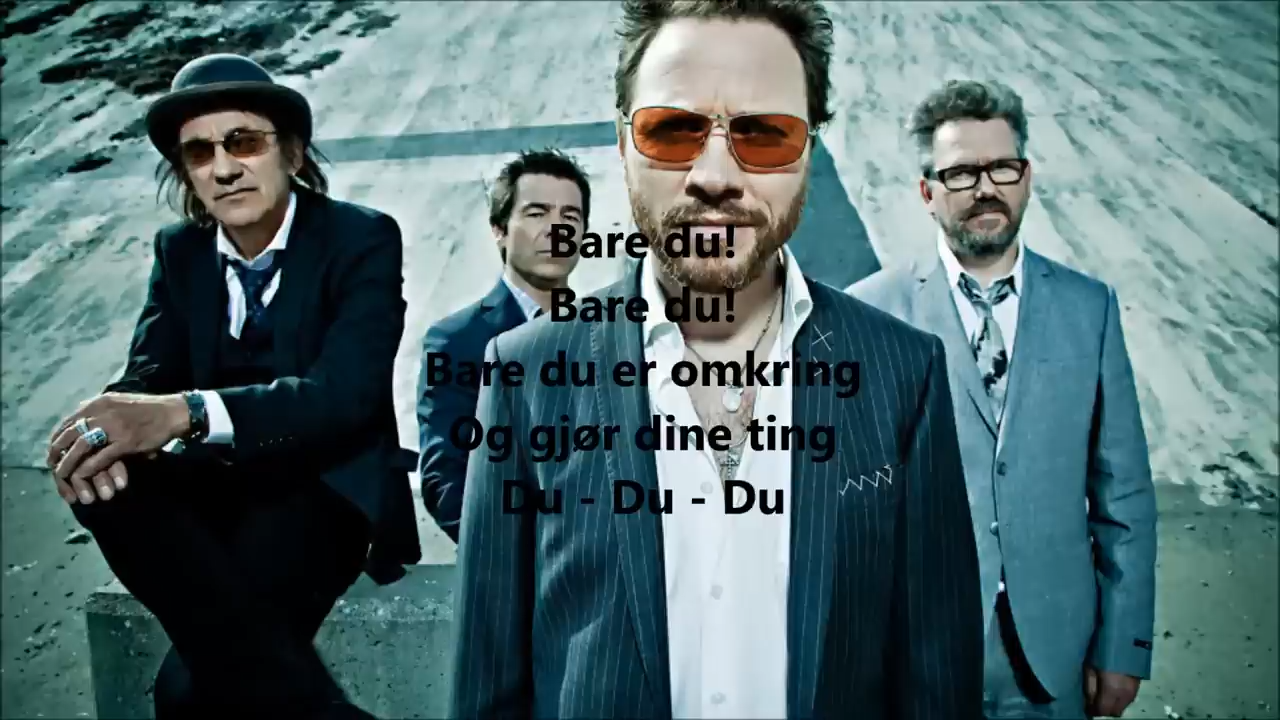 Bare du!
Bare du!
Bare du er omkring
Og gjør dine ting
Du - Du - Du